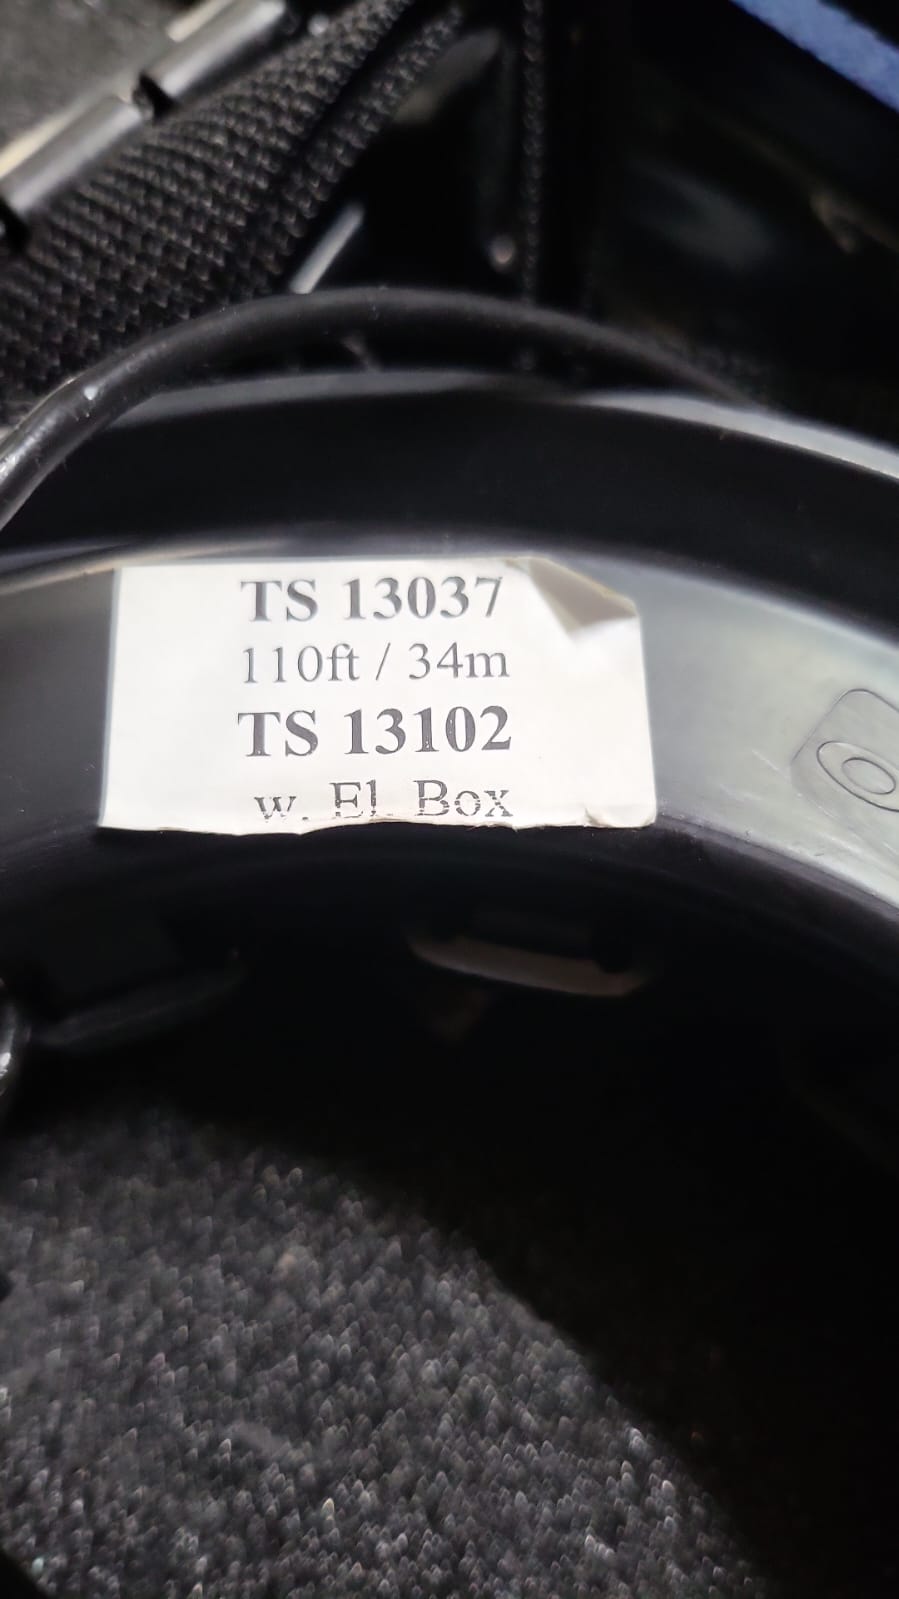 TS 13037
110ft / 34m
TS 13102
w. El. Box